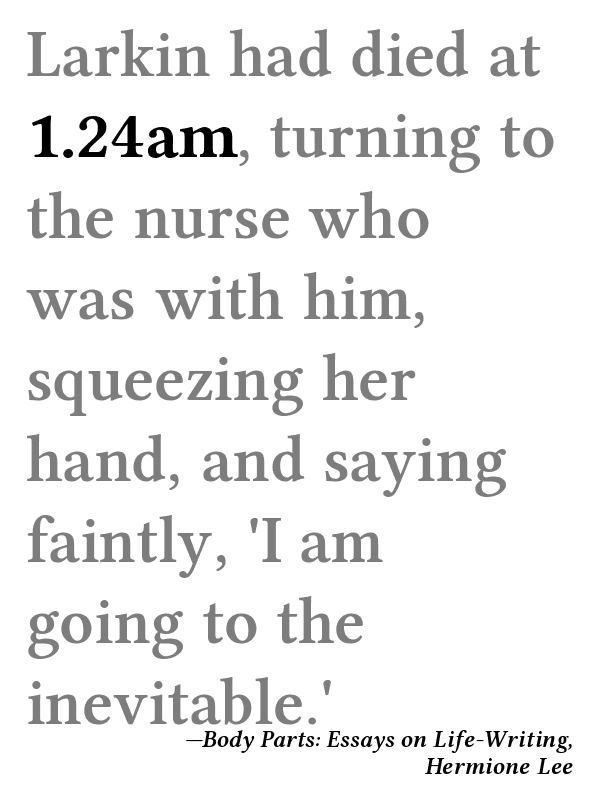 Larkin had died at
1.24am, turning to
the nurse who
was with him,
squeezing her
hand, and saying
faintly, 'I am
going to the
inevitable.'
—Body Parts: Essays on Life-Writing,
Hermione Lee